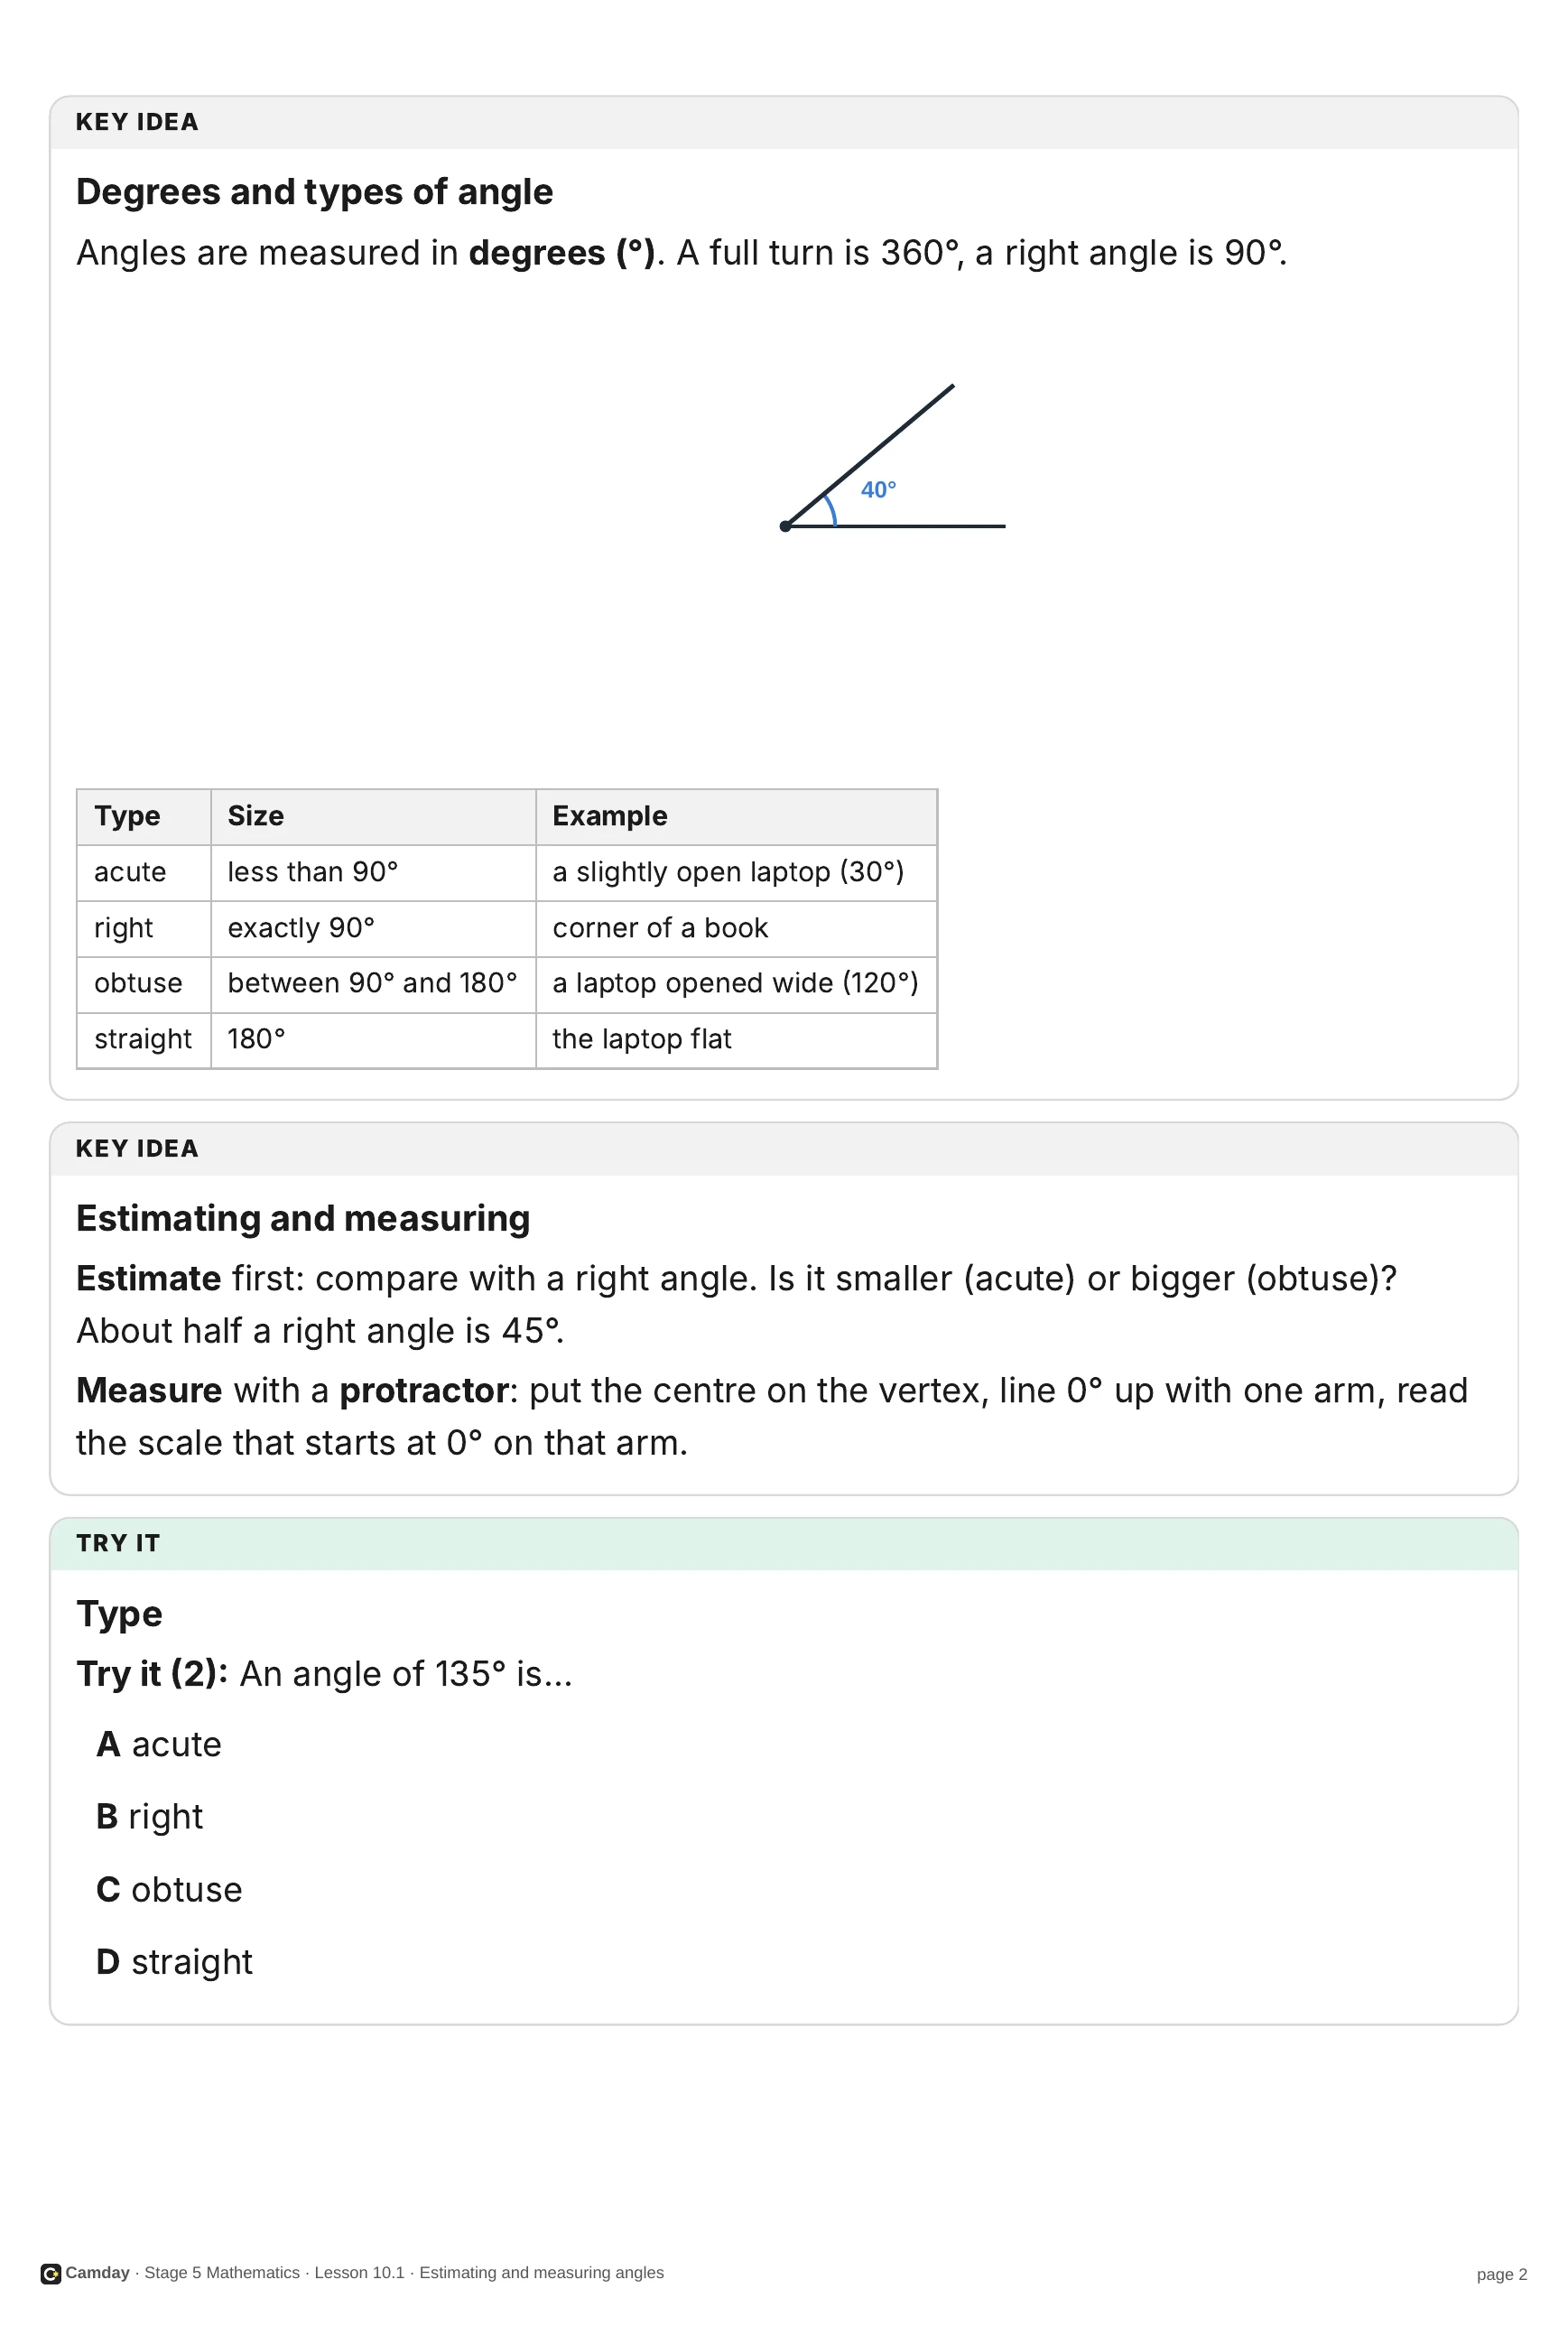 KEY IDEA
Degrees and types of angle
Angles are measured in degrees (°). A full turn is 360°, a right angle is 90°.
40°
Type Size Example
acute less than 90° a slightly open laptop (30°)
right exactly 90° corner of a book
obtuse between 90° and 180° a laptop opened wide (120°)
straight 180° the laptop flat
KEY IDEA
Estimating and measuring
Estimate first: compare with a right angle. Is it smaller (acute) or bigger (obtuse)?
About half a right angle is 45°.
Measure with a protractor: put the centre on the vertex, line 0° up with one arm, read
the scale that starts at 0° on that arm.
TRY IT
Type
Try it (2): An angle of 135° is...
A acute
B right
C obtuse
D straight
Camday · Stage 5 Mathematics · Lesson 10.1 · Estimating and measuring angles
page 2